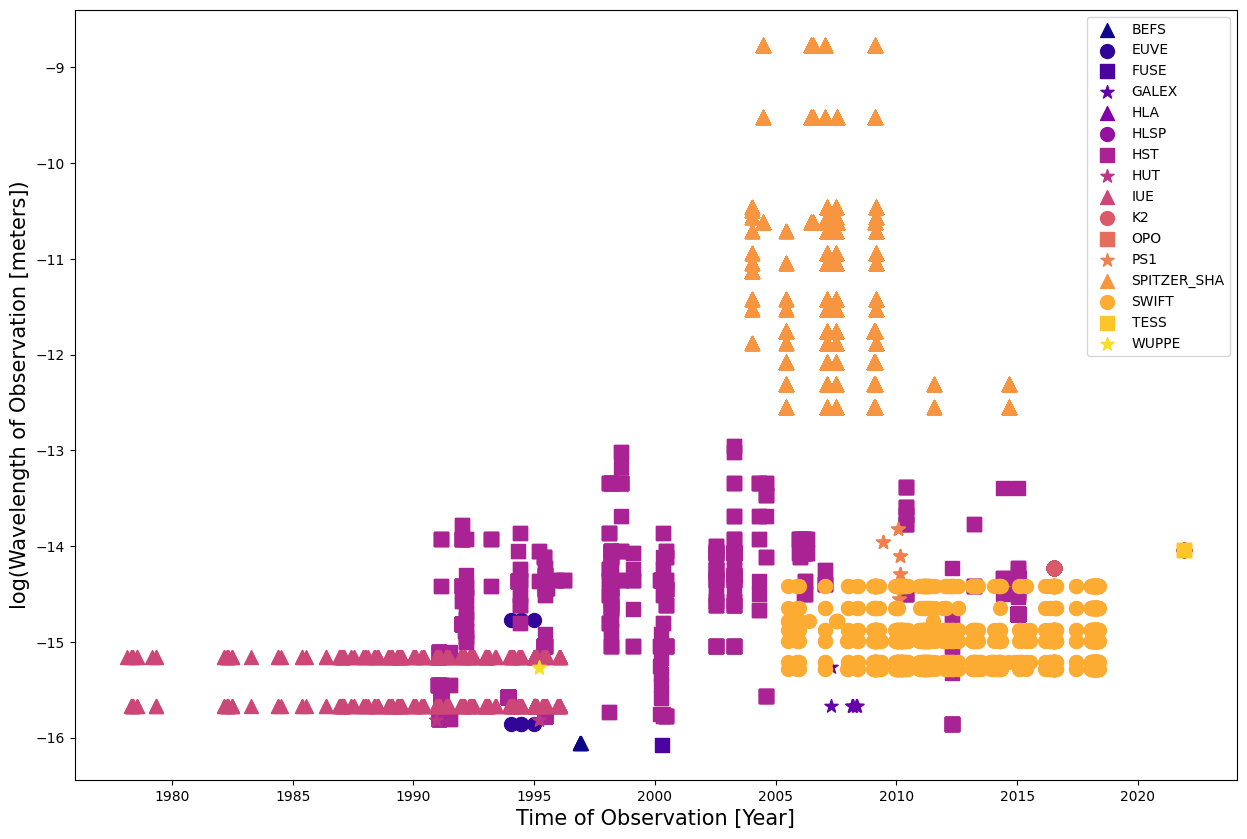 −9
−10
−11
−12
−13
−14
−15
−16
log(Wavelength of Observation [meters])
1980 1985 1990 1995 2000 2005 2010 2015 2020
Time of Observation [Year]
BEFS
EUVE
FUSE
GALEX
HLA
HLSP
HST
HUT
IUE
K2
OPO
PS1
SPITZER_SHA
SWIFT
TESS
WUPPE